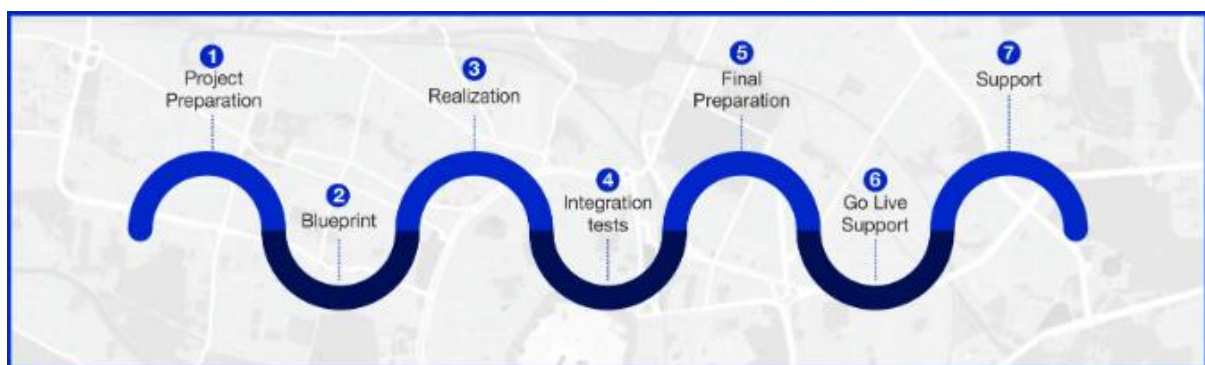 1
Project
Preparation
2
Blueprint
3
Realization
4
Integration
tests
5
Final
Preparation
6
Go Live
Support
7
Support